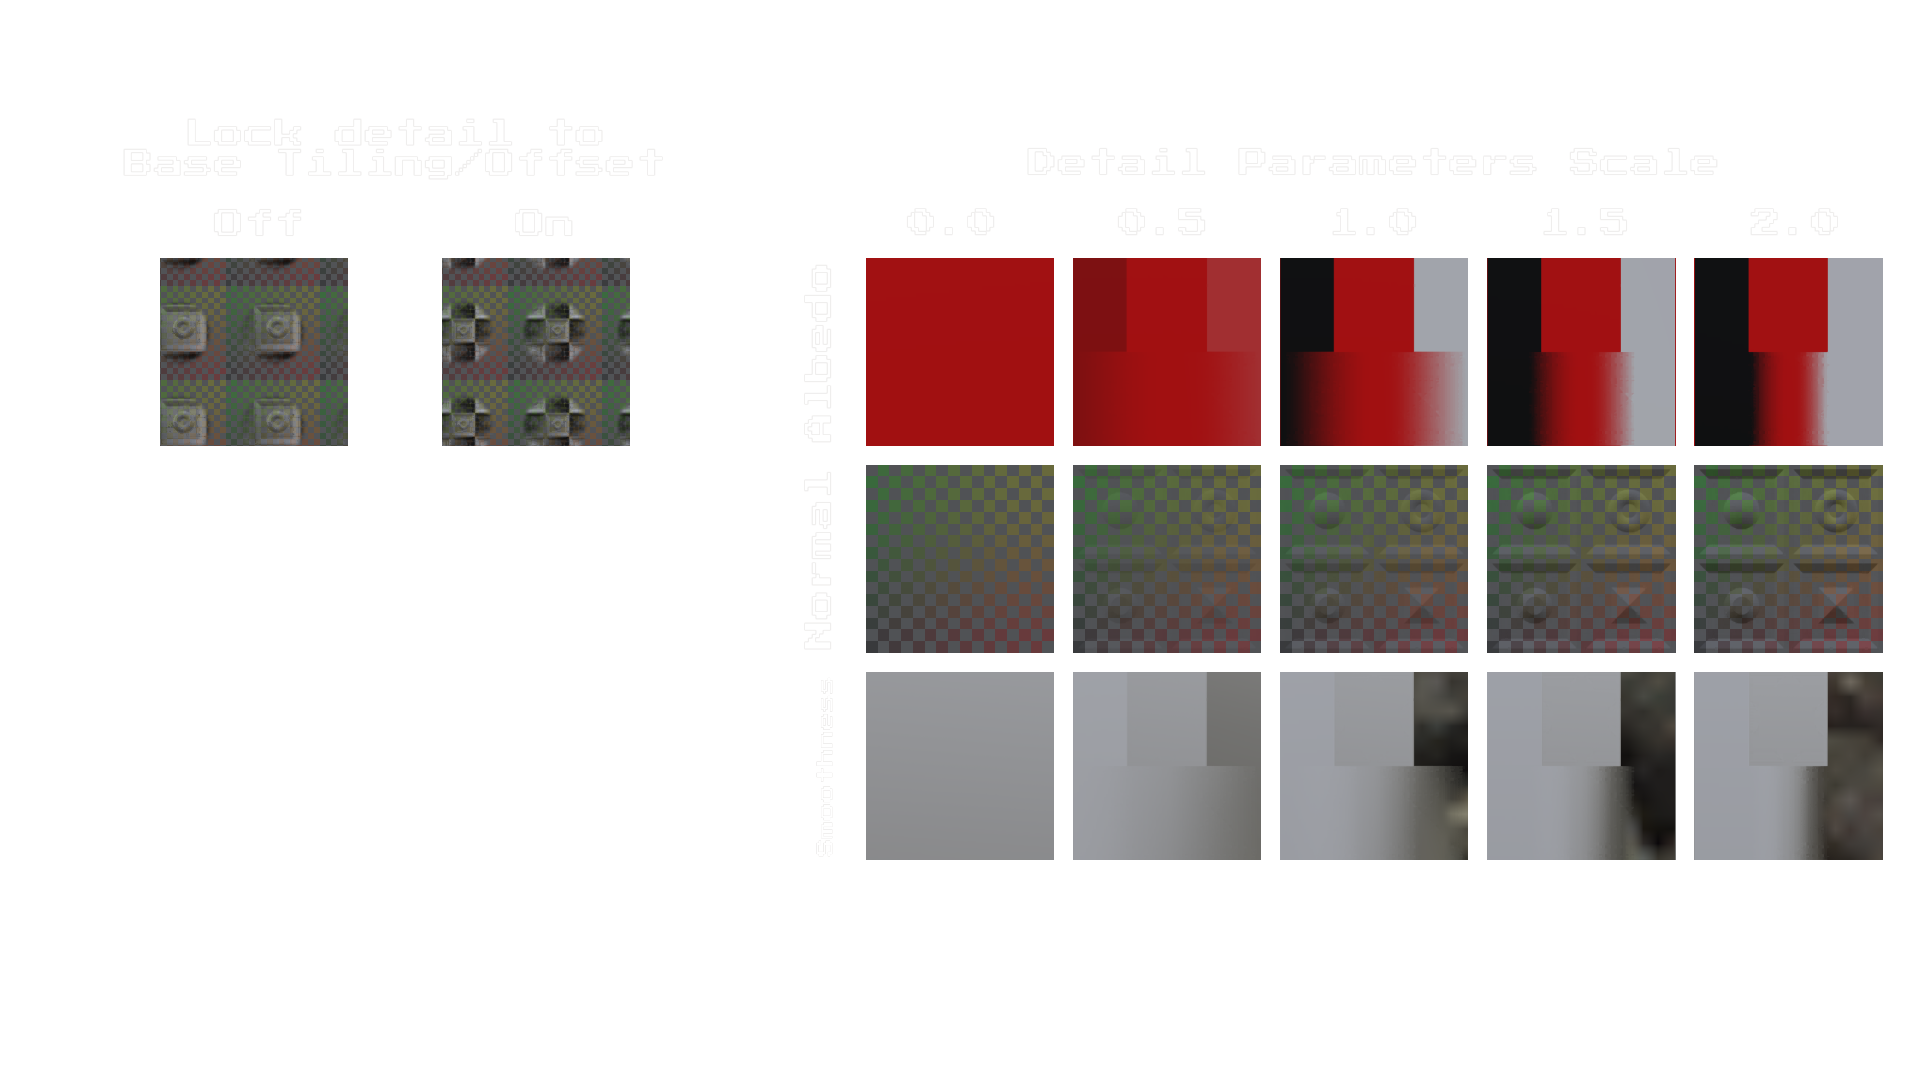 Lock detail to
Base Tiling/Offset
Off On
Detail Parameters Scale
0.0 0.5 1.0 1.5 2.0
Albedo
Normal
Smoothness